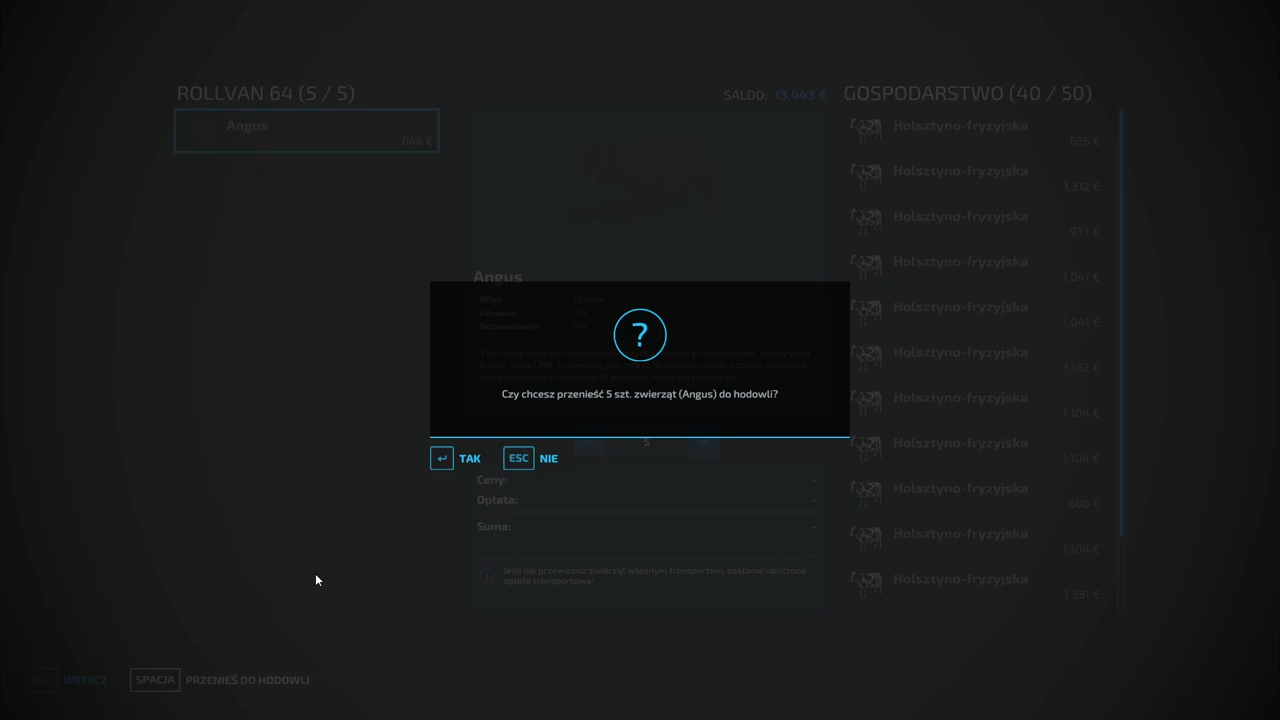 ROLLVAN 64 (5 / 5)
Angus
646 €
SALDO: 13,443 €
GOSPODARSTWO (40 / 50)
Holsztyno-fryzyjska
656 €
Holsztyno-fryzyjska
1,312 €
Holsztyno-fryzyjska
937 €
Holsztyno-fryzyjska
1,041 €
Holsztyno-fryzyjska
1,041 €
Holsztyno-fryzyjska
1,162 €
Holsztyno-fryzyjska
1,104 €
Holsztyno-fryzyjska
1,104 €
Holsztyno-fryzyjska
600 €
Holsztyno-fryzyjska
1,104 €
Holsztyno-fryzyjska
1,331 €
Angus
Wiek
Zdrowie
Rozmnażanie
?
Czy chcesz przenieść 5 szt. zwierząt (Angus) do hodowli?
TAK
ESC NIE
5
Ceny: -
Opłata: -
Suma: -
Jeśli nie przewozisz zwierząt własnym transportem, zostanie naliczona
opłata transportowa!
ESC WSTECZ
SPACJA PRZENIEŚ DO HODOWLI